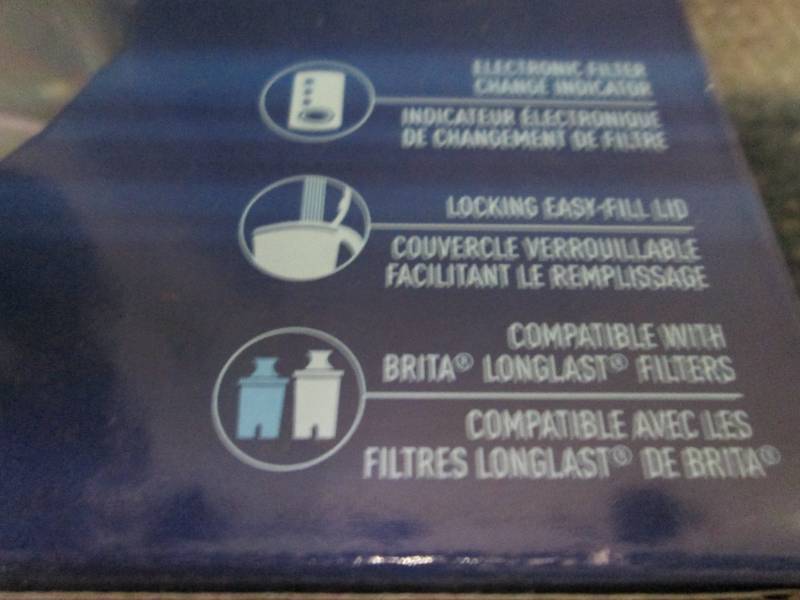 ELECTRONIC FILTER
CHANGE INDICATOR
INDICATEUR ÉLECTRONIQUE
DE CHANGEMENT DE FILTRE
LOCKING EASY-FILL LID
COUVERCLE VERROUILLABLE
FACILITANT LE REMPLISSAGE
COMPATIBLE WITH
BRITA® LONGLAST® FILTERS
COMPATIBLE AVEC LES
FILTRES LONGLAST® DE BRITA®